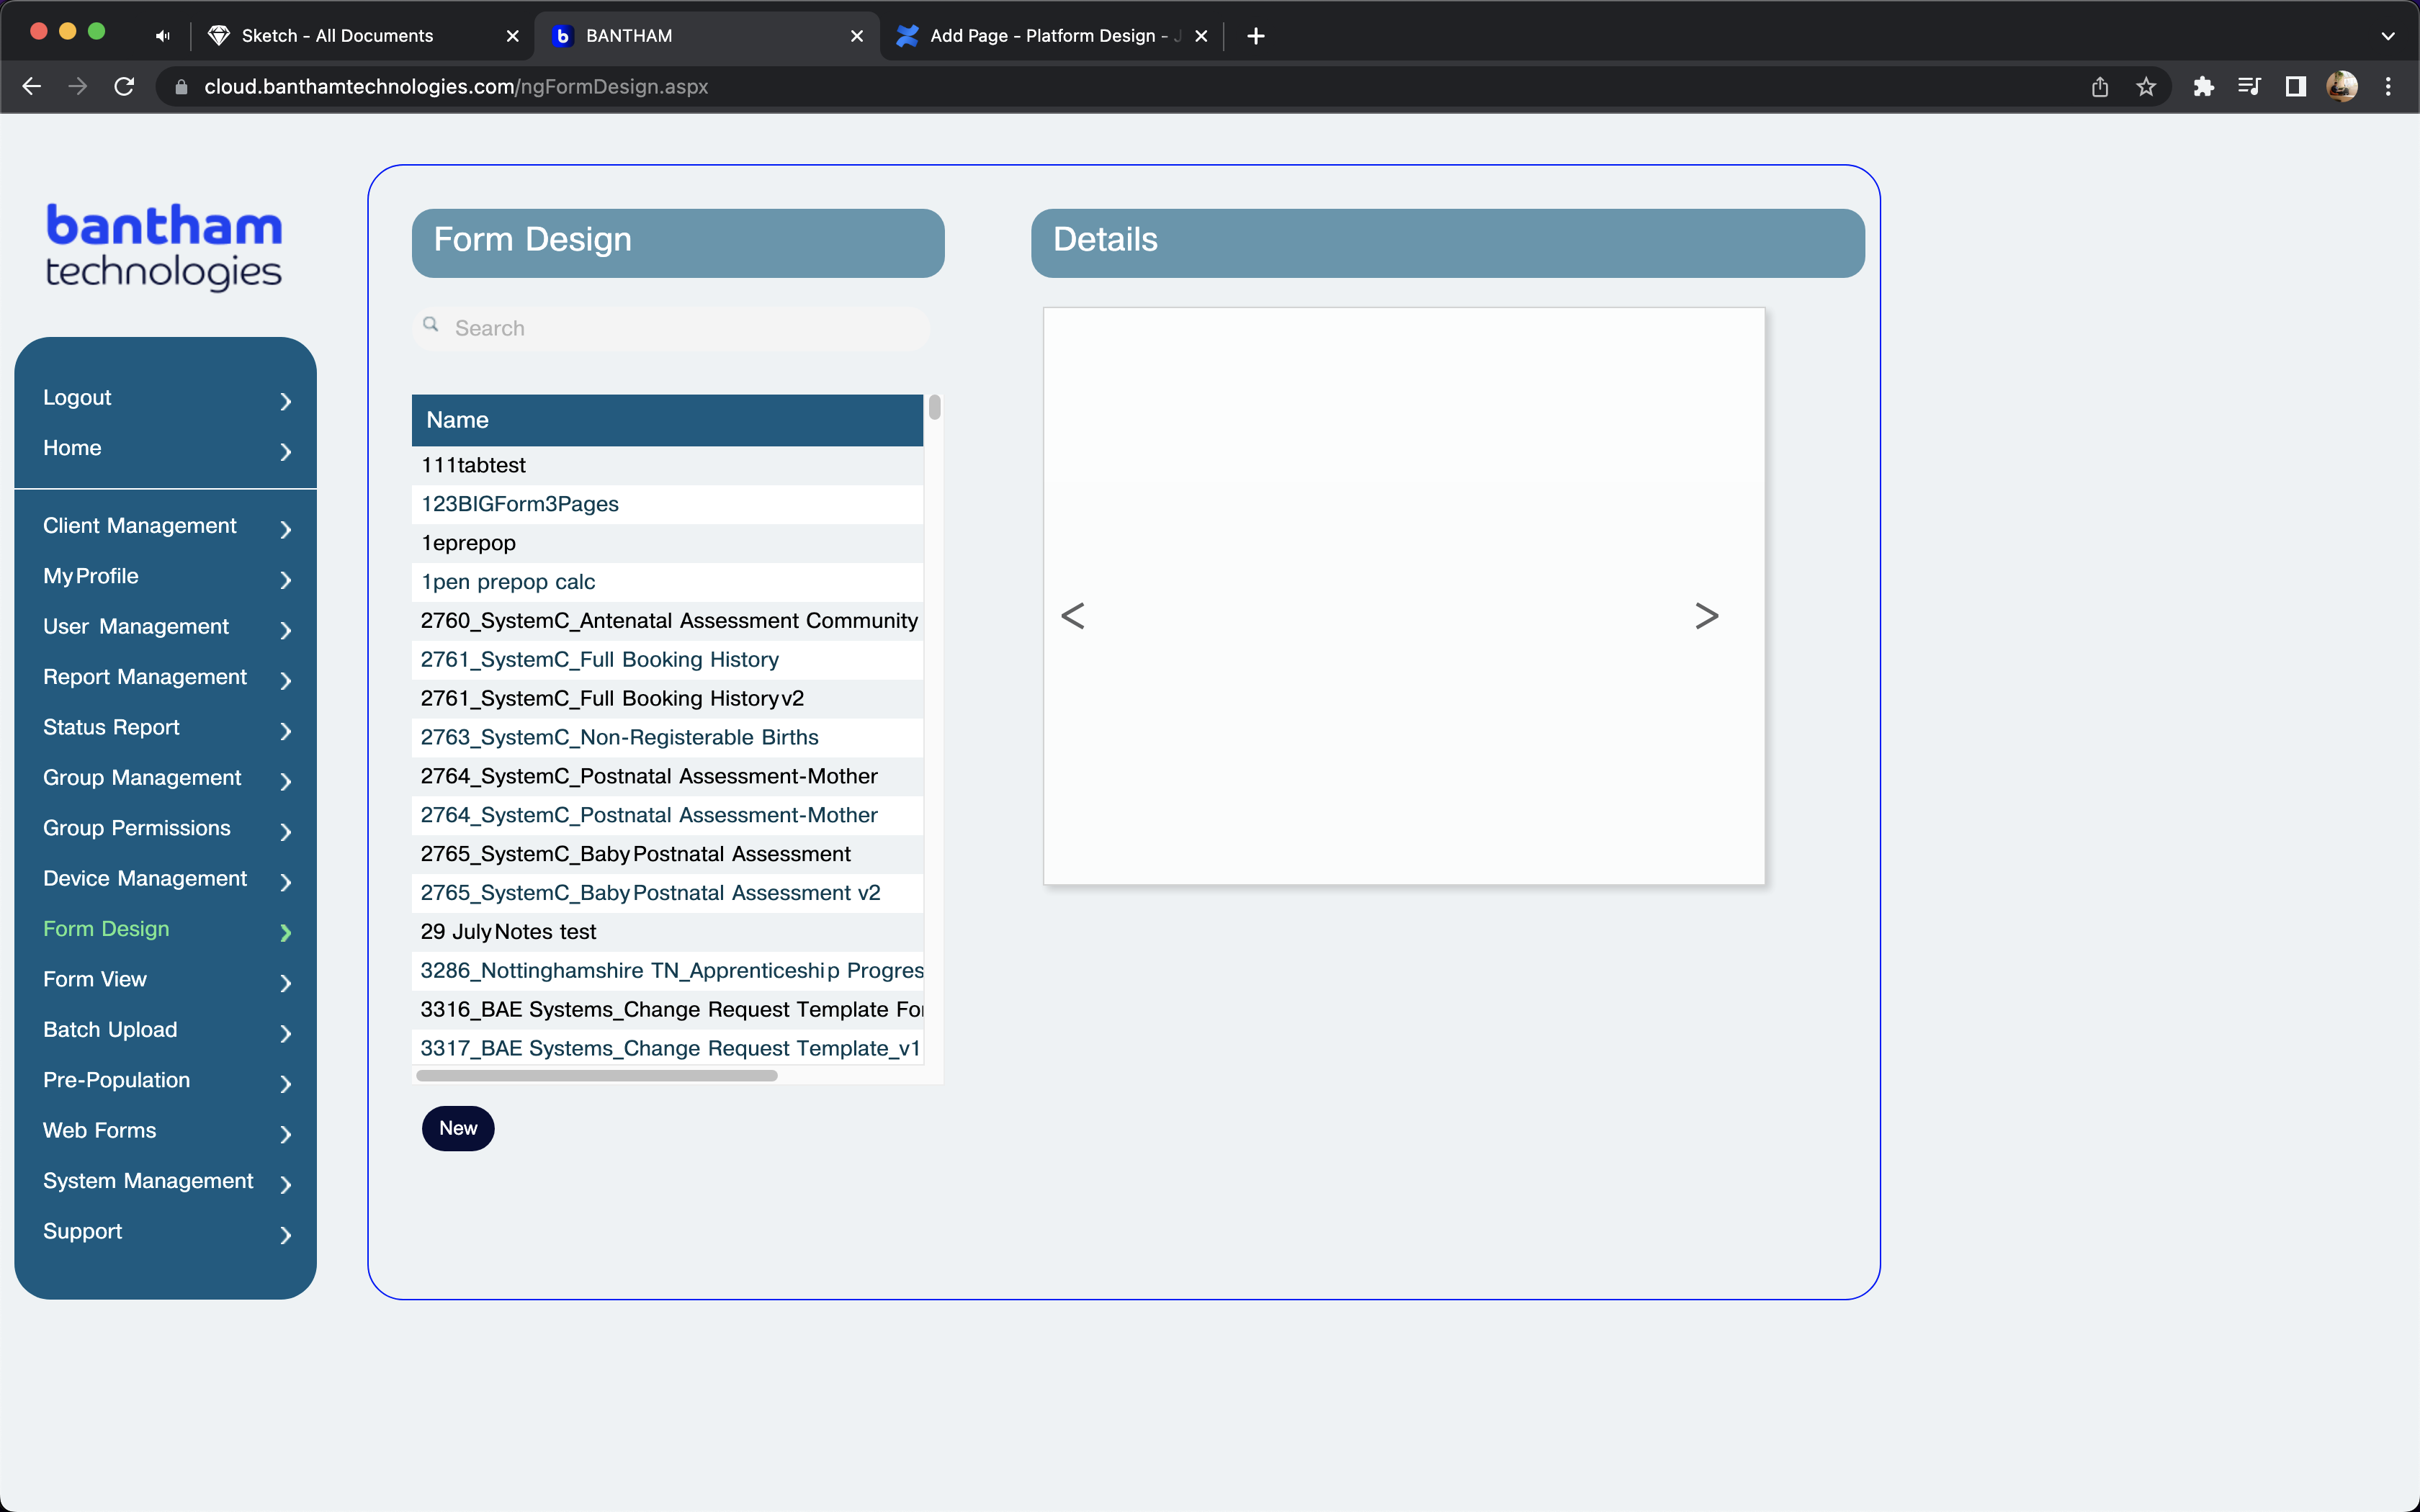 Sketch - All Documents
BANTHAM
Add Page - Platform Design -
cloud.banthamtechnologies.com/ngFormDesign.aspx
bantham
technologies
Logout
Home
Client Management
My Profile
User Management
Report Management
Status Report
Group Management
Group Permissions
Device Management
Form Design
Form View
Batch Upload
Pre-Population
Web Forms
System Management
Support
Form Design
Search
Name
111tabtest
123BIGForm3Pages
1eprepop
1pen prepop calc
2760_SystemC_Antenatal Assessment Community
2761_SystemC_Full Booking History
2761_SystemC_Full Booking History v2
2763_SystemC_Non-Registerable Births
2764_SystemC_Postnatal Assessment-Mother
2764_SystemC_Postnatal Assessment-Mother
2765_SystemC_Baby Postnatal Assessment
2765_SystemC_Baby Postnatal Assessment v2
29 July Notes test
3286_Nottinghamshire TN_Apprenticeship Progres
3316_BAE Systems_Change Request Template For
3317_BAE Systems_Change Request Template_v1
New
Details
< >